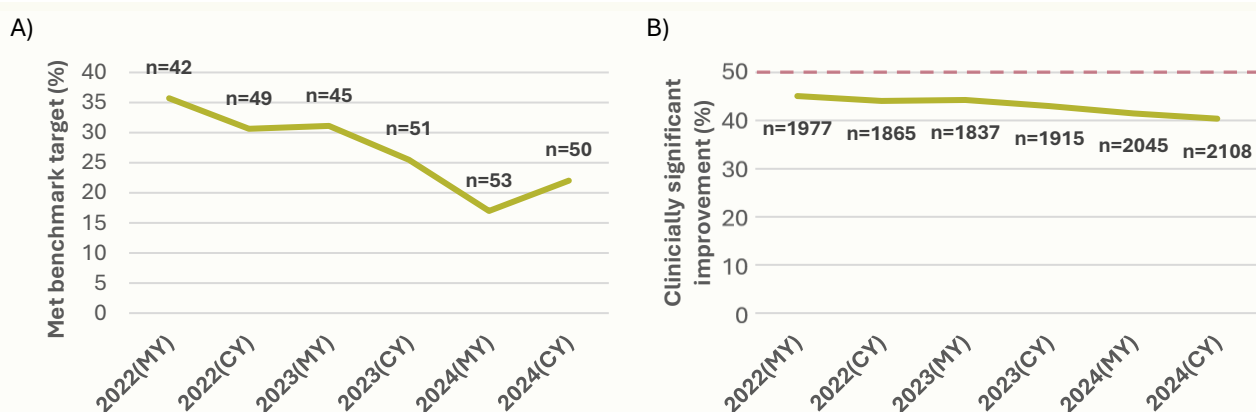 A)
Met benchmark target (%)
40
35
30
25
20
15
10
5
0
n=42
n=49
n=45
n=51
n=53
n=50
2022(MY)
2022(CY)
2023(MY)
2023(CY)
2024(MY)
2024(CY)
B)
Clinicially significant
improvement (%)
50
40
30
20
10
0
n=1977
n=1865
n=1837
n=1915
n=2045
n=2108
2022(MY)
2022(CY)
2023(MY)
2023(CY)
2024(MY)
2024(CY)